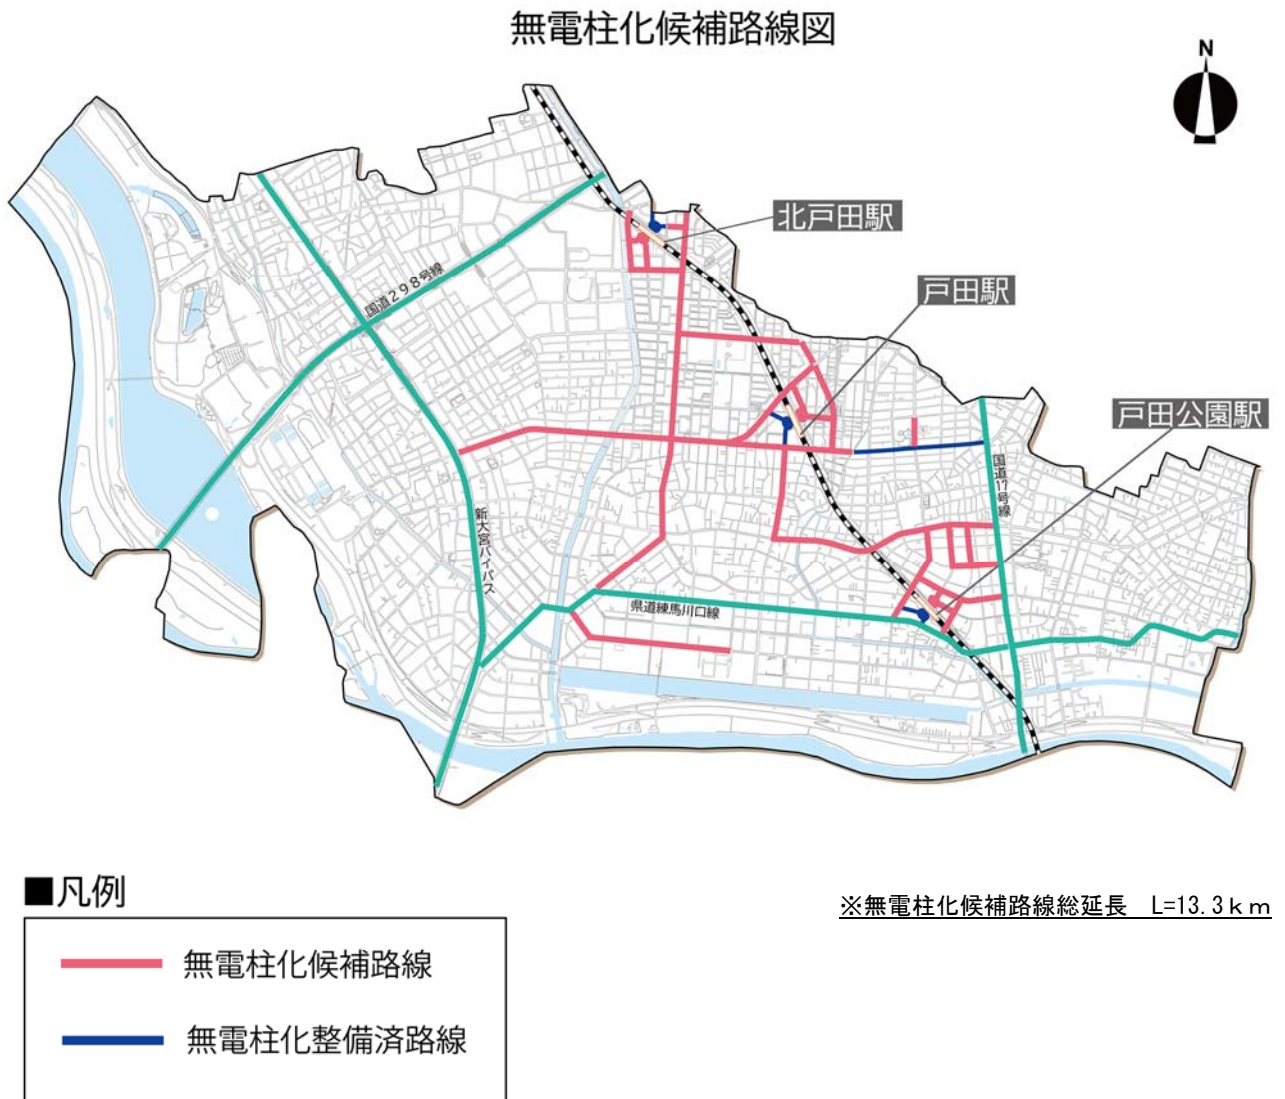 無電柱化候補路線図
N
北戸田駅
戸田駅
戸田公園駅
国道298号線
国道17号線
新大宮バイパス
県道練馬川口線
■凡例
※無電柱化候補路線総延長 L=13.3km
無電柱化候補路線
無電柱化整備済路線